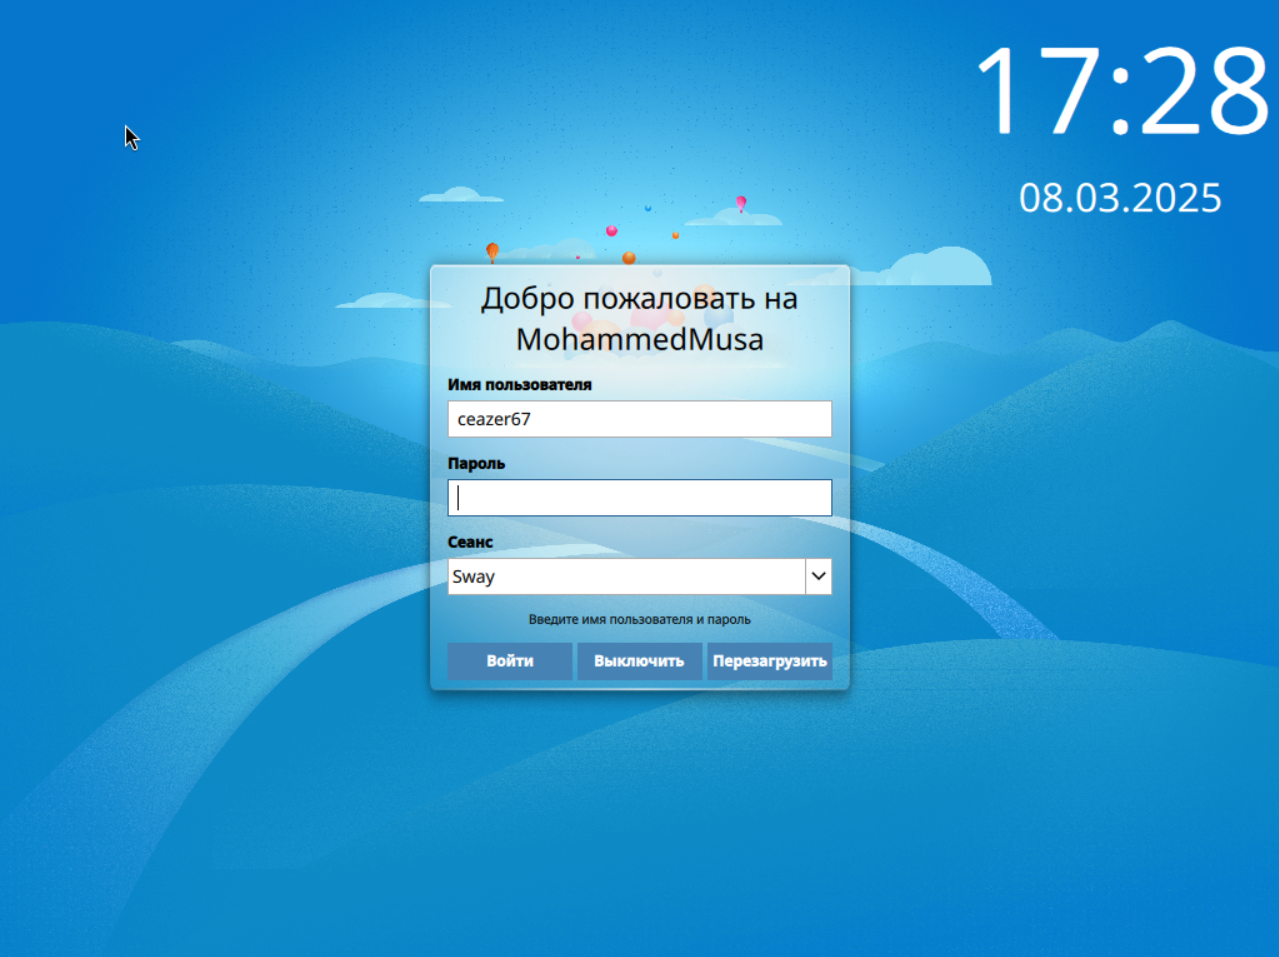 17:28
08.03.2025
Добро пожаловать на
MohammedMusa
Имя пользователя
ceazer67
Пароль
Сеанс
Sway
Введите имя пользователя и пароль
Войти Выключить Перезагрузить